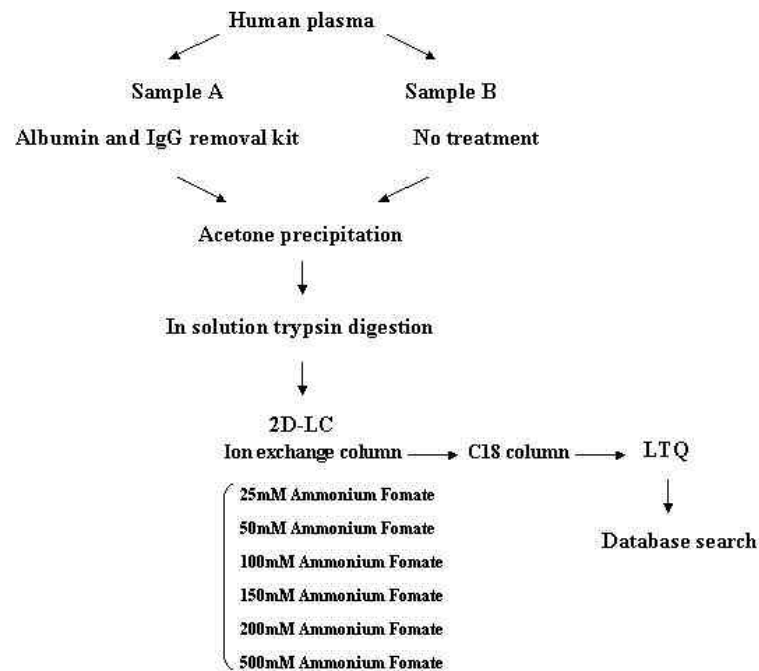 Human plasma
Sample A
Sample B
Albumin and IgG removal kit
No treatment
Acetone precipitation
In solution trypsin digestion
2D-LC
Ion exchange column
C18 column
LTQ
25mM Ammonium Fomate
50mM Ammonium Fomate
100mM Ammonium Fomate
150mM Ammonium Fomate
200mM Ammonium Fomate
500mM Ammonium Fomate
Database search